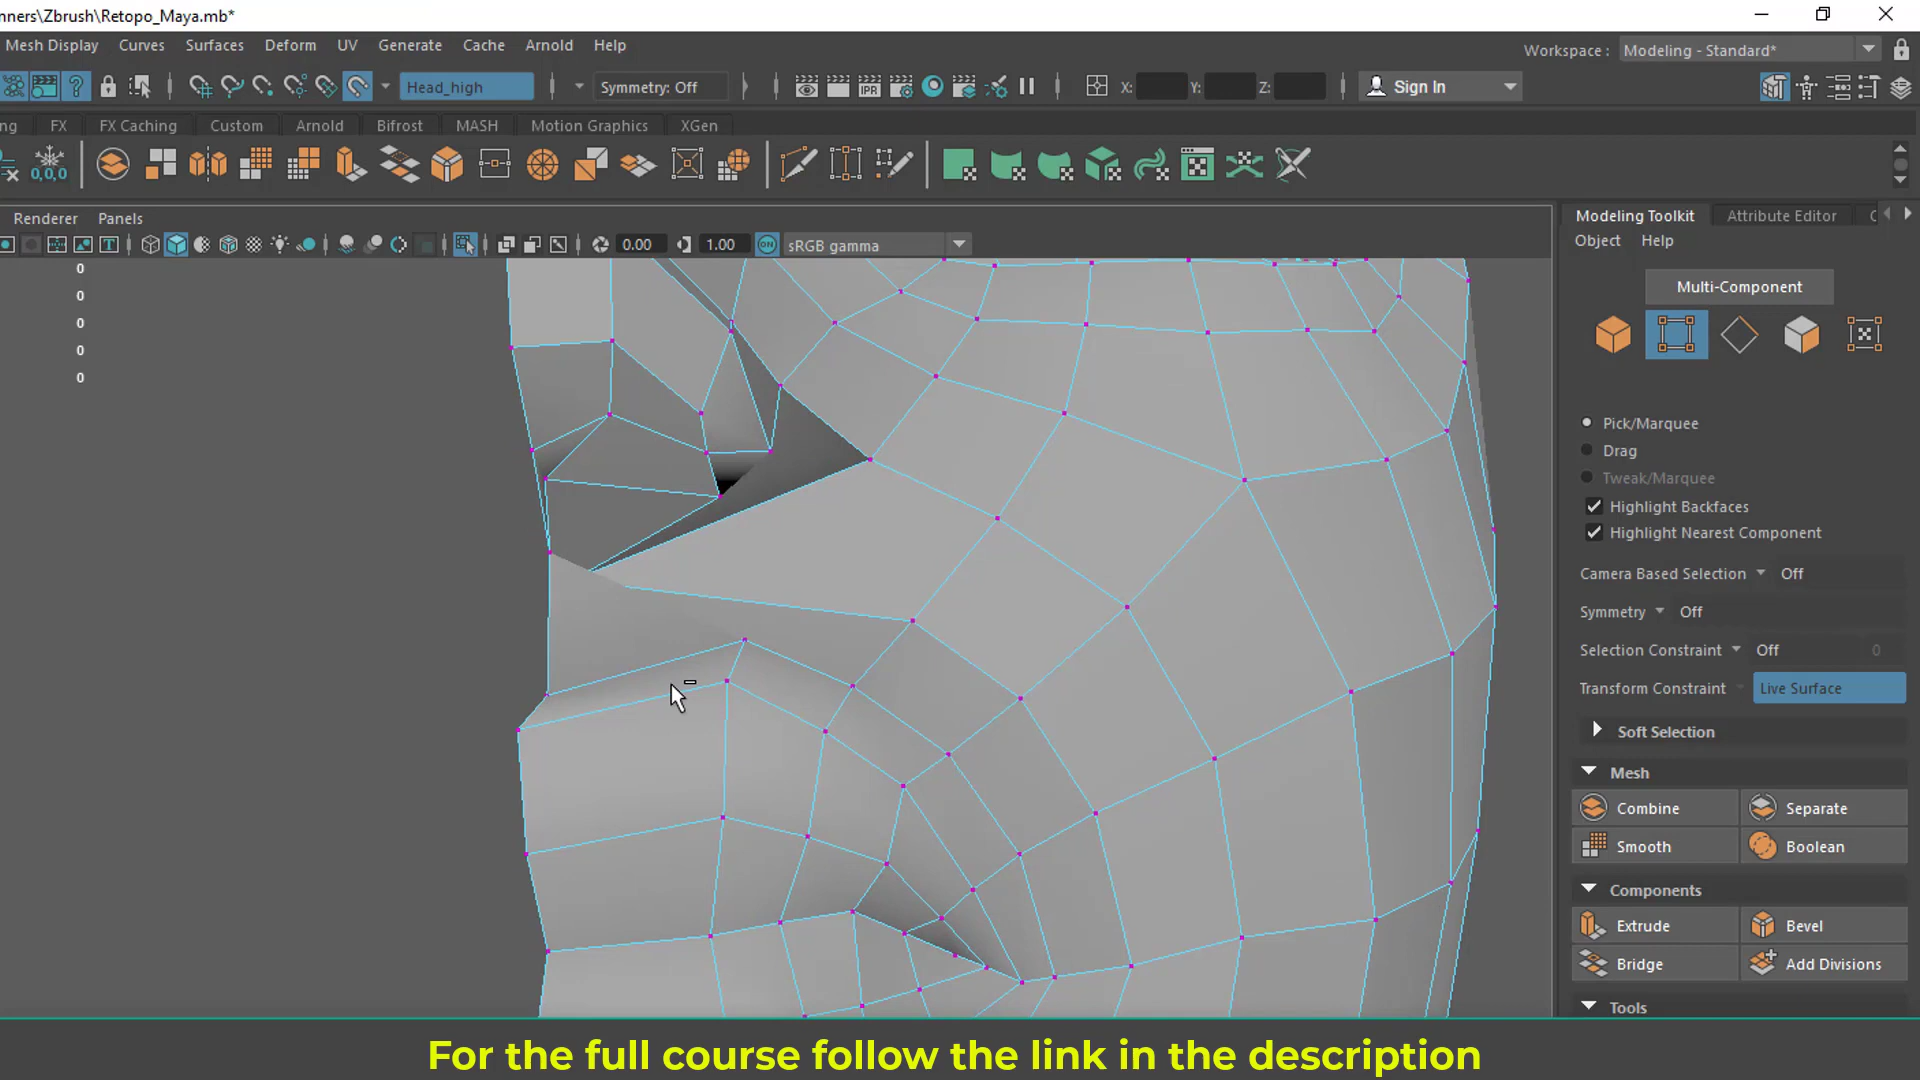 nners\Zbrush\Retopo_Maya.mb*
Mesh Display Curves Surfaces Deform UV Generate Cache Arnold Help
Workspace : Modeling - Standard*
Head_high Symmetry: Off X: Y: Z: Sign In
ng FX FX Caching Custom Arnold Bifrost MASH Motion Graphics XGen
0,0,0
Renderer Panels
0.00 1.00 ON sRGB gamma
0
0
0
0
0
Modeling Toolkit Attribute Editor
Object Help
Multi-Component
Pick/Marquee
Drag
Tweak/Marquee
Highlight Backfaces
Highlight Nearest Component
Camera Based Selection Off
Symmetry Off
Selection Constraint Off 0
Transform Constraint Live Surface
Soft Selection
Mesh
Combine Separate
Smooth Boolean
Components
Extrude Bevel
Bridge Add Divisions
Tools
For the full course follow the link in the description